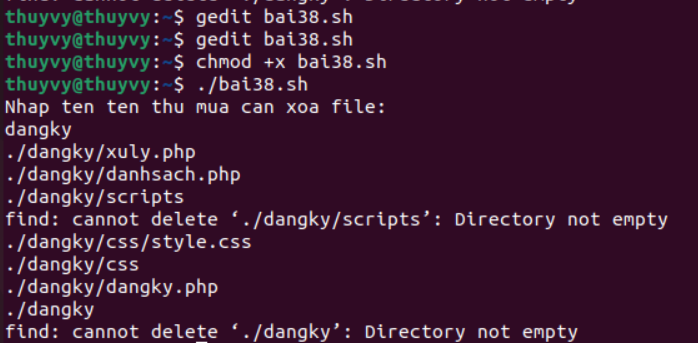 thuyvy@thuyvy:~$ gedit bai38.sh
thuyvy@thuyvy:~$ gedit bai38.sh
thuyvy@thuyvy:~$ chmod +x bai38.sh
thuyvy@thuyvy:~$ ./bai38.sh
Nhap ten ten thu mua can xoa file:
dangky
./dangky/xuly.php
./dangky/danhsach.php
./dangky/scripts
find: cannot delete ‘./dangky/scripts’: Directory not empty
./dangky/css/style.css
./dangky/css
./dangky/dangky.php
./dangky
find: cannot delete ‘./dangky’: Directory not empty